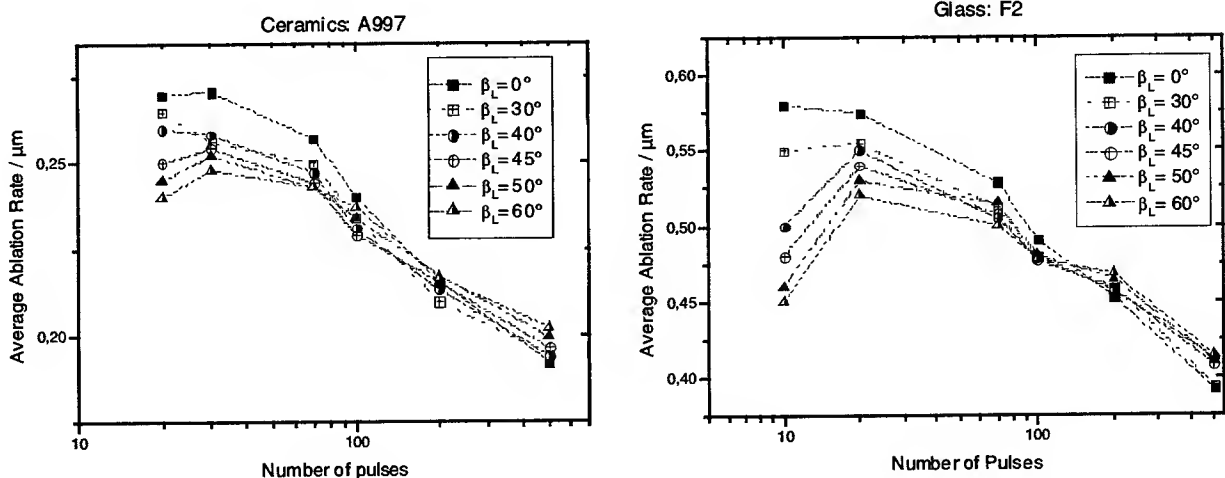 Ceramics: A997
β_L=0°
β_L=30°
β_L=40°
β_L=45°
β_L=50°
β_L=60°
0,25
0,20
Average Ablation Rate / µm
10
100
Number of pulses
Glass: F2
β_L=0°
β_L=30°
β_L=40°
β_L=45°
β_L=50°
β_L=60°
0,60
0,55
0,50
0,45
0,40
Average Ablation Rate / µm
10
100
Number of Pulses